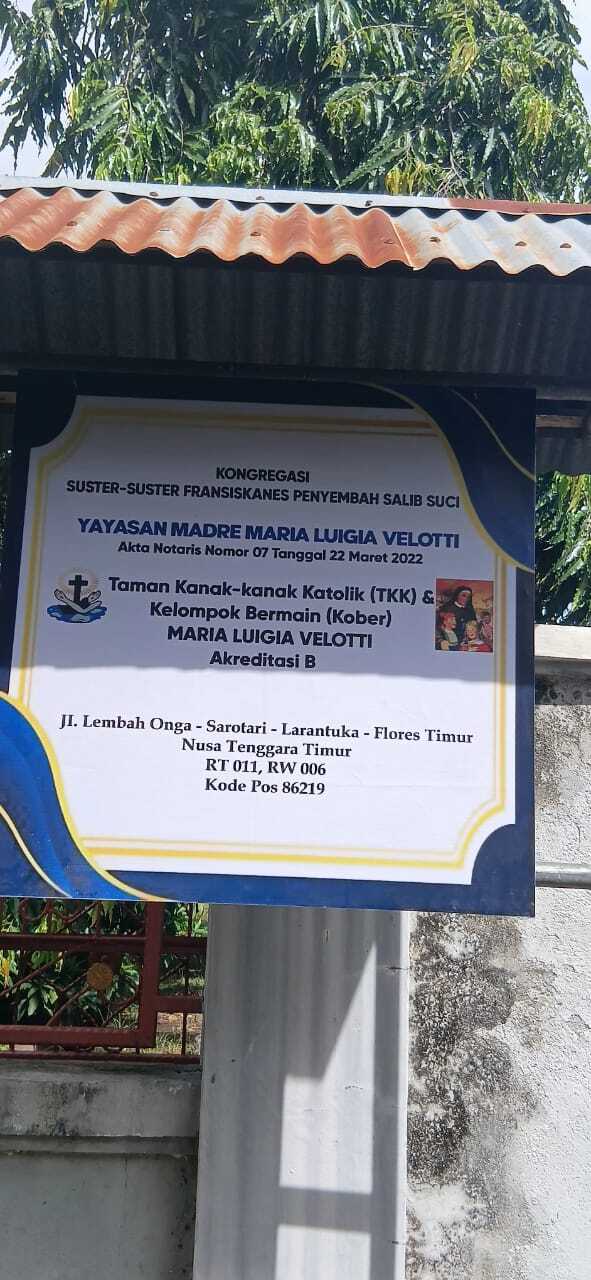 KONGREGASI
SUSTER-SUSTER FRANSISKANES PENYEMBAH SALIB SUCI
YAYASAN MADRE MARIA LUIGIA VELOTTI
Akta Notaris Nomor 07 Tanggal 22 Maret 2022
Taman Kanak-kanak Katolik (TKK) &
Kelompok Bermain (Kober)
MARIA LUIGIA VELOTTI
Akreditasi B
Jl. Lembah Onga - Sarotari - Larantuka - Flores Timur
Nusa Tenggara Timur
RT 011, RW 006
Kode Pos 86219